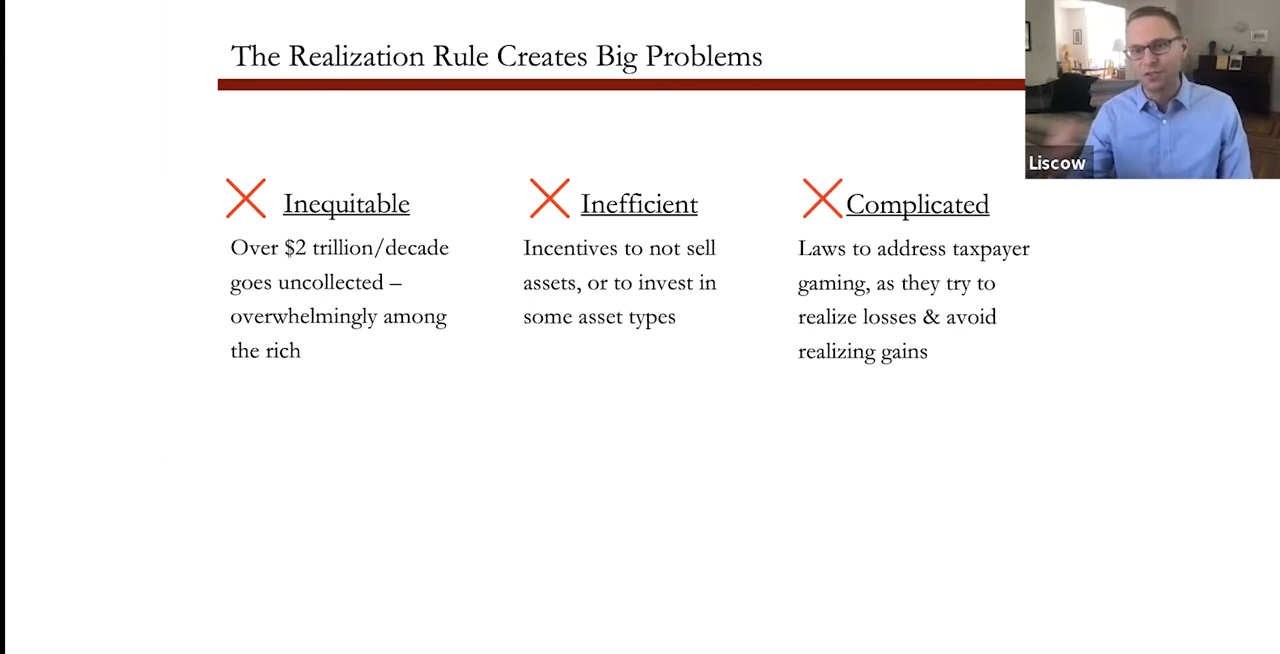 The Realization Rule Creates Big Problems
Liscow
Inequitable
Over $2 trillion/decade
goes uncollected –
overwhelmingly among
the rich
Inefficient
Incentives to not sell
assets, or to invest in
some asset types
Complicated
Laws to address taxpayer
gaming, as they try to
realize losses & avoid
realizing gains